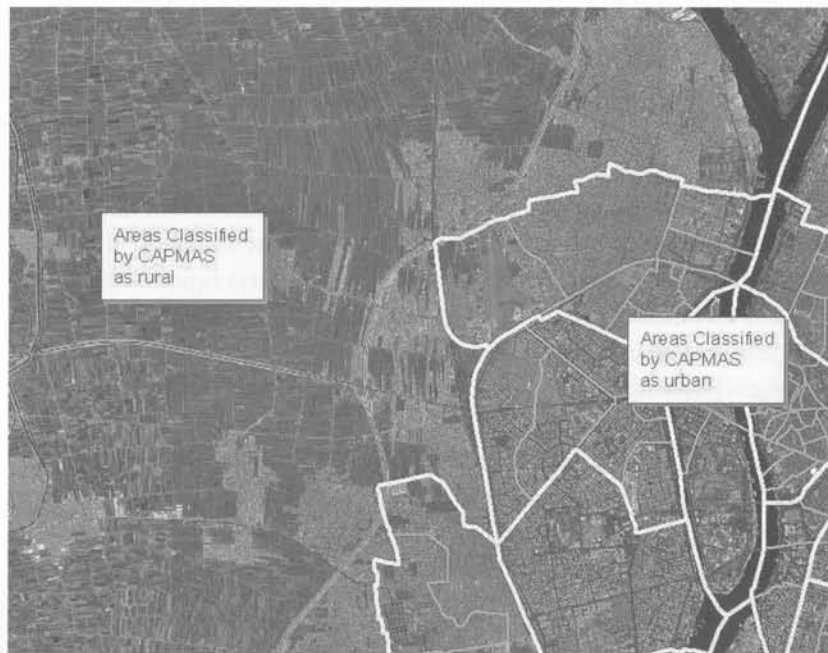 Areas Classified
by CAPMAS
as rural
Areas Classified
by CAPMAS
as urban